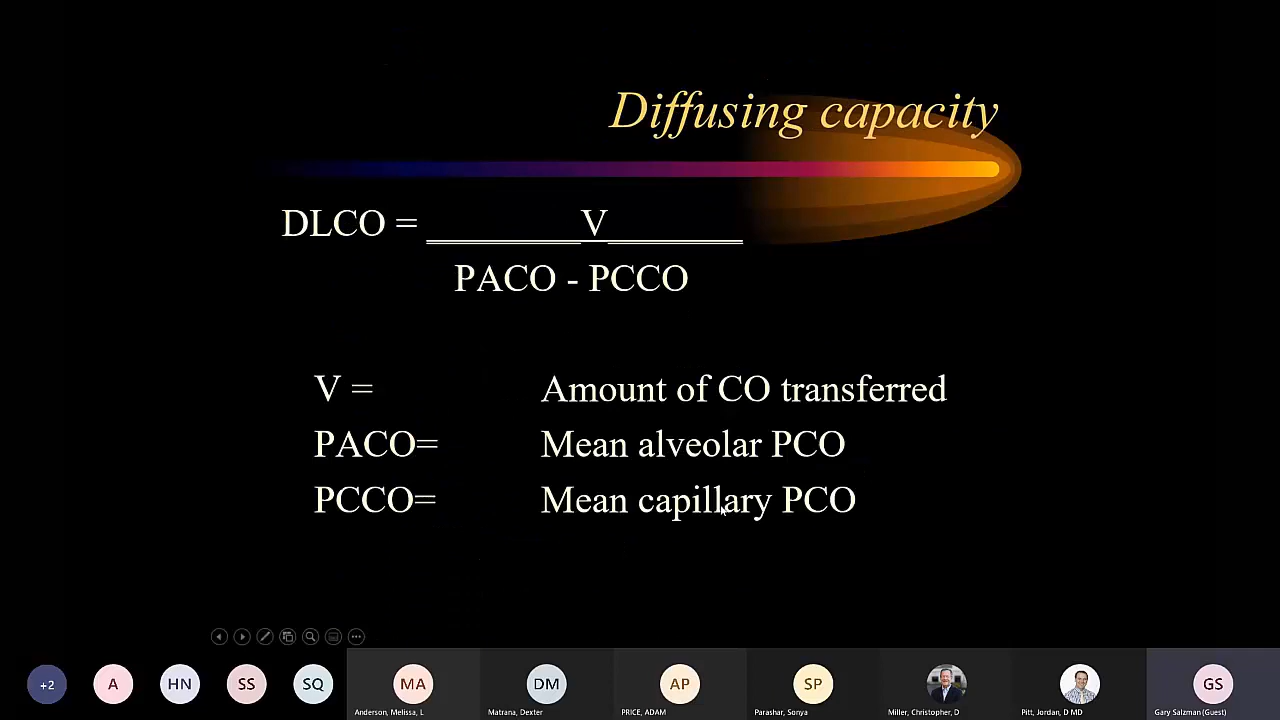 Diffusing capacity
DLCO = ________V_______
PACO - PCCO
V = Amount of CO transferred
PACO= Mean alveolar PCO
PCCO= Mean capillary PCO
+2 A HN SS SQ MA DM AP SP GS
Anderson, Melissa, L Matrana, Dexter PRICE, ADAM Parashar, Sonya Miller, Christopher, D Pitt, Jordan, D MD Gary Salzman(Guest)